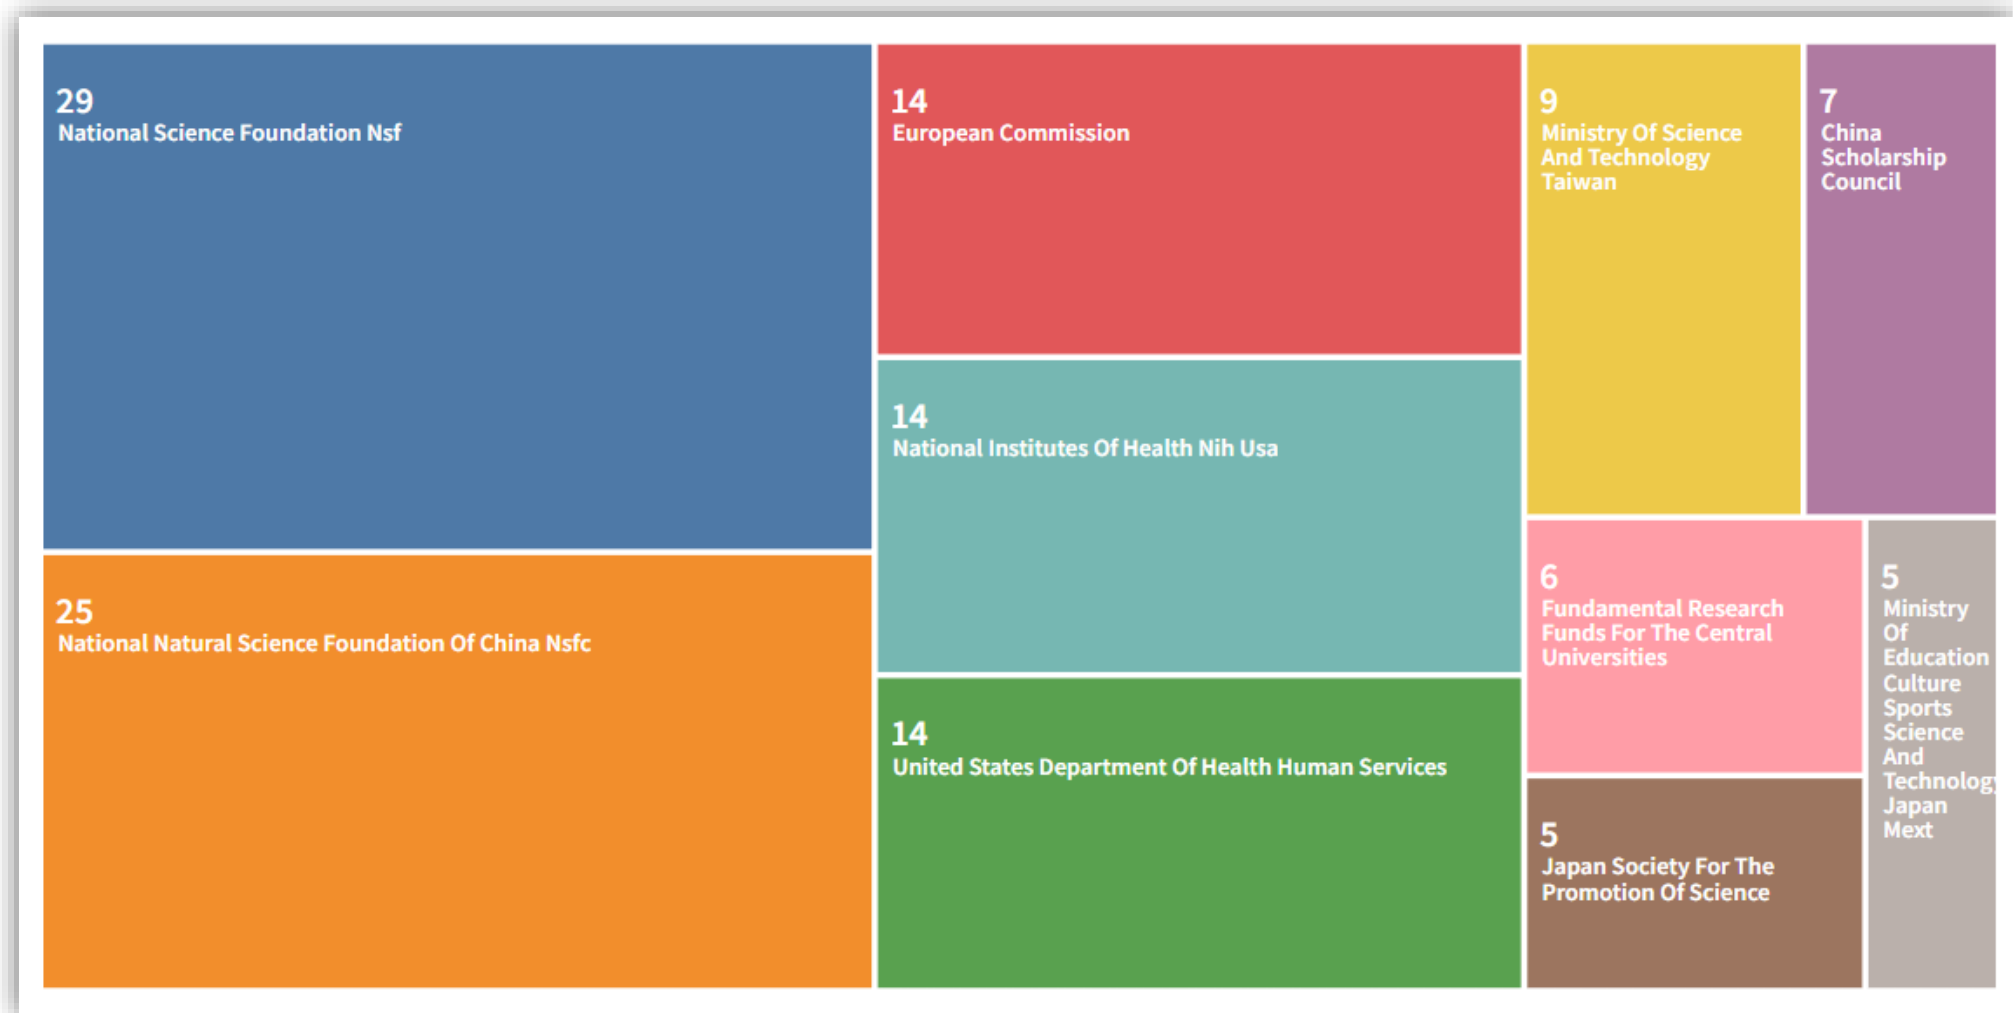 29
National Science Foundation Nsf
25
National Natural Science Foundation Of China Nsfc
14
European Commission
14
National Institutes Of Health Nih Usa
14
United States Department Of Health Human Services
9
Ministry Of Science
And Technology
Taiwan
7
China
Scholarship
Council
6
Fundamental Research
Funds For The Central
Universities
5
Japan Society For The
Promotion Of Science
5
Ministry
Of
Education
Culture
Sports
Science
And
Technology
Japan
Mext